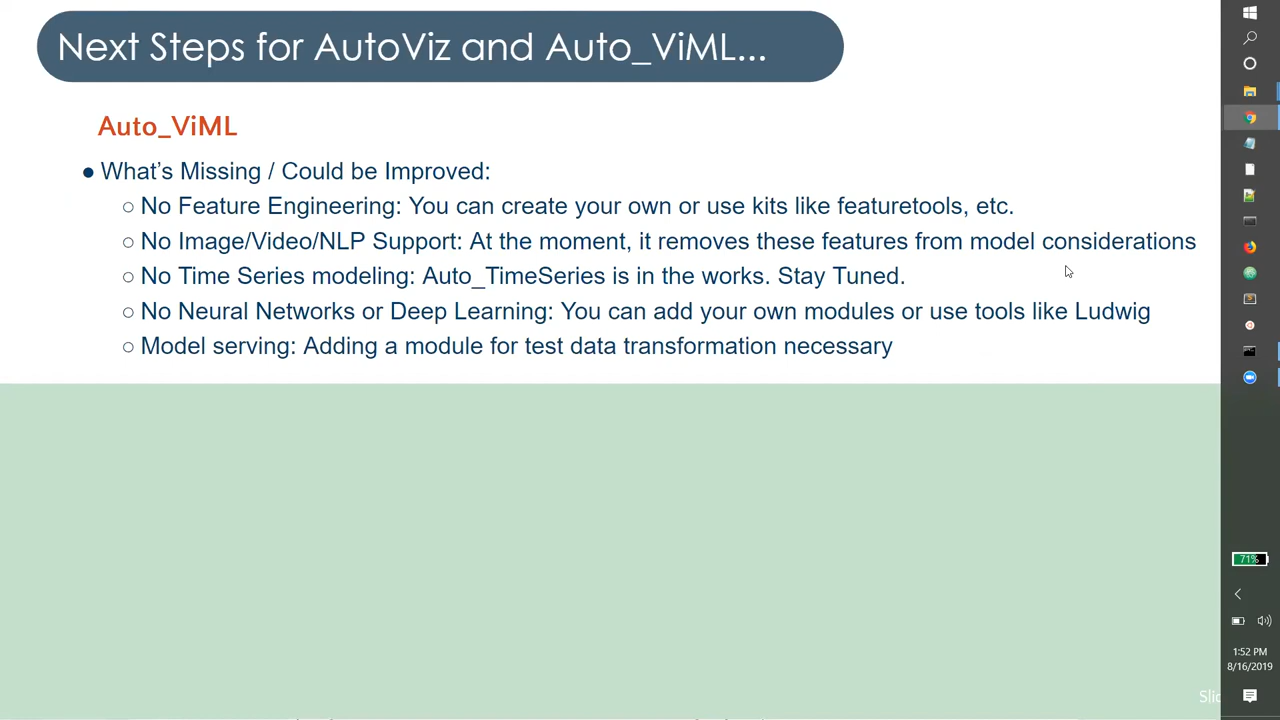 Next Steps for AutoViz and Auto_ViML...
Auto_ViML
● What's Missing / Could be Improved:
○ No Feature Engineering: You can create your own or use kits like featuretools, etc.
○ No Image/Video/NLP Support: At the moment, it removes these features from model considerations
○ No Time Series modeling: Auto_TimeSeries is in the works. Stay Tuned.
○ No Neural Networks or Deep Learning: You can add your own modules or use tools like Ludwig
○ Model serving: Adding a module for test data transformation necessary
71%
1:52 PM
8/16/2019